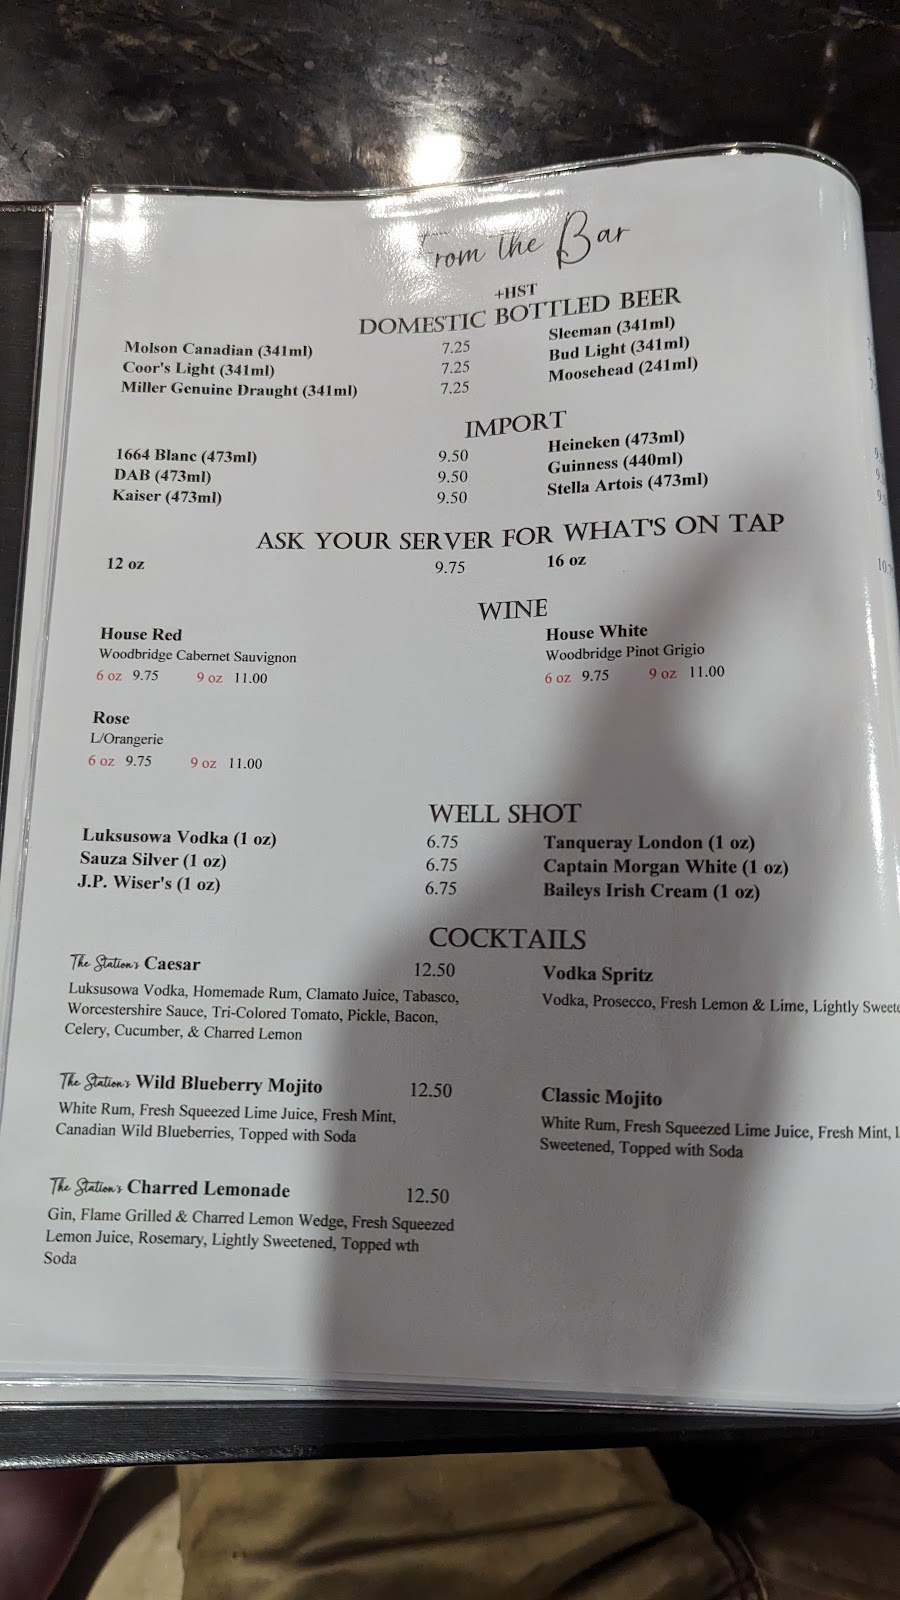 From the Bar
+HST
DOMESTIC BOTTLED BEER
Molson Canadian (341ml) 7.25 Sleeman (341ml)
Coor's Light (341ml) 7.25 Bud Light (341ml)
Miller Genuine Draught (341ml) 7.25 Moosehead (241ml)
IMPORT
1664 Blanc (473ml) 9.50 Heineken (473ml)
DAB (473ml) 9.50 Guinness (440ml)
Kaiser (473ml) 9.50 Stella Artois (473ml)
ASK YOUR SERVER FOR WHAT'S ON TAP
12 oz 9.75 16 oz
WINE
House Red House White
Woodbridge Cabernet Sauvignon Woodbridge Pinot Grigio
6 oz 9.75 9 oz 11.00 6 oz 9.75 9 oz 11.00
Rose
L/Orangerie
6 oz 9.75 9 oz 11.00
WELL SHOT
Luksusowa Vodka (1 oz) 6.75 Tanqueray London (1 oz)
Sauza Silver (1 oz) 6.75 Captain Morgan White (1 oz)
J.P. Wiser's (1 oz) 6.75 Baileys Irish Cream (1 oz)
COCKTAILS
The Station's Caesar 12.50
Luksusowa Vodka, Homemade Rum, Clamato Juice, Tabasco,
Worcestershire Sauce, Tri-Colored Tomato, Pickle, Bacon,
Celery, Cucumber, & Charred Lemon
Vodka Spritz
Vodka, Prosecco, Fresh Lemon & Lime, Lightly
The Station's Wild Blueberry Mojito 12.50
White Rum, Fresh Squeezed Lime Juice, Fresh Mint,
Canadian Wild Blueberries, Topped with Soda
Classic Mojito
White Rum, Fresh Squeezed Lime Juice, Fresh Mint,
Sweetened, Topped with Soda
The Station's Charred Lemonade 12.50
Gin, Flame Grilled & Charred Lemon Wedge, Fresh Squeezed
Lemon Juice, Rosemary, Lightly Sweetened, Topped wth
Soda